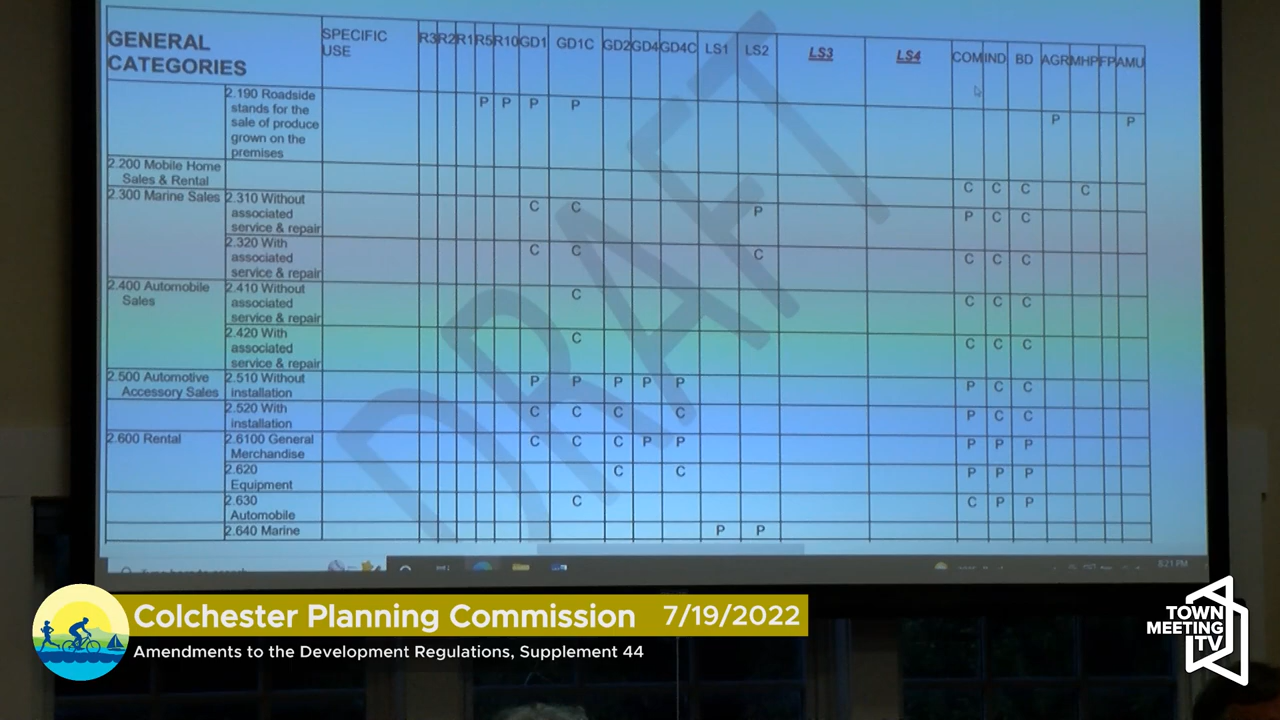 GENERAL CATEGORIES SPECIFIC USE R3 R2 R1 R5 R10 GD1 GD1C GD2 GD4 GD4C LS1 LS2 LS3 LS4 COM IND BD AGR MHP FP AMU
2.190 Roadside stands for the sale of produce grown on the premises P P P P P P
2.200 Mobile Home Sales & Rental C C C C
2.300 Marine Sales 2.310 Without associated service & repair C C P P C C
2.320 With associated service & repair C C C C C C
2.400 Automobile Sales 2.410 Without associated service & repair C C C C
2.420 With associated service & repair C C C C
2.500 Automotive Accessory Sales 2.510 Without installation P P P P P P C C
2.520 With installation C C C C P C C
2.600 Rental 2.6100 General Merchandise C C C P P P P P
2.620 Equipment C C P P P
2.630 Automobile C C P P
2.640 Marine P P
DRAFT
8:21 PM
Colchester Planning Commission 7/19/2022
Amendments to the Development Regulations, Supplement 44
TOWN
MEETING
TV